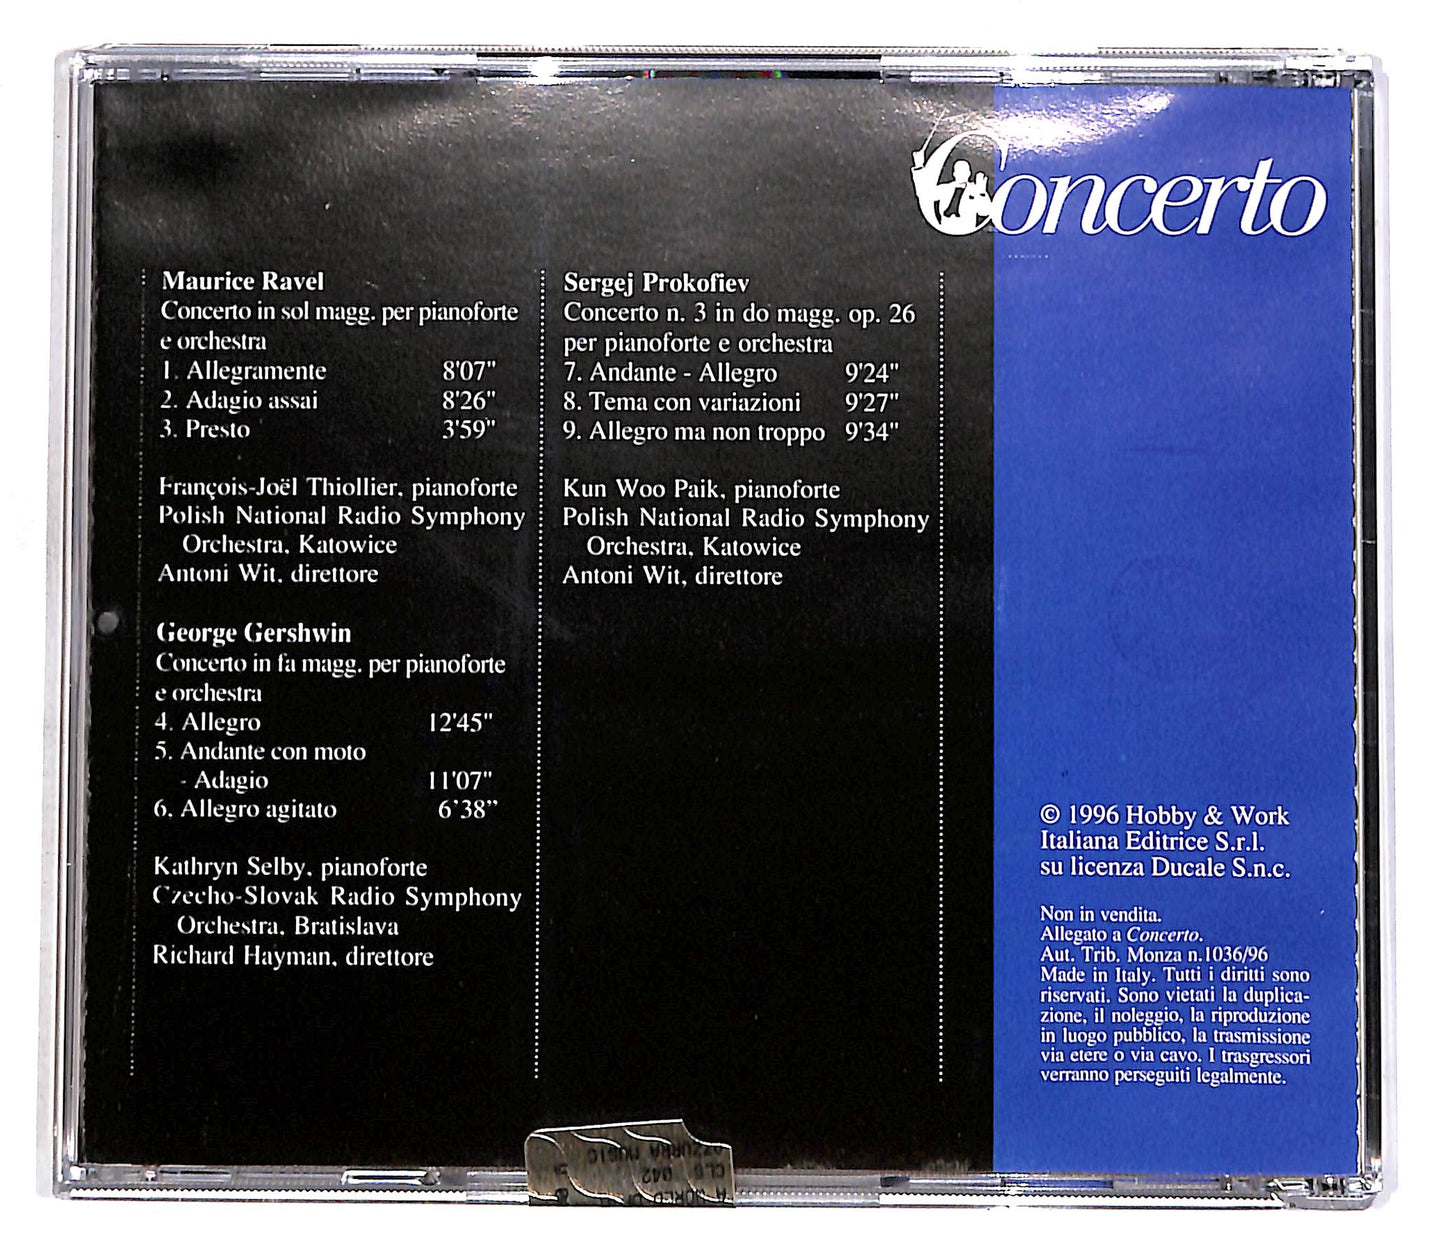 Concerto
Maurice Ravel
Concerto in sol magg. per pianoforte
e orchestra
1. Allegramente 8'07"
2. Adagio assai 8'26"
3. Presto 3'59"
François-Joël Thiollier, pianoforte
Polish National Radio Symphony
Orchestra, Katowice
Antoni Wit, direttore
George Gershwin
Concerto in fa magg. per pianoforte
e orchestra
4. Allegro 12'45"
5. Andante con moto
- Adagio 11'07"
6. Allegro agitato 6'38”
Kathryn Selby, pianoforte
Czecho-Slovak Radio Symphony
Orchestra, Bratislava
Richard Hayman, direttore
Sergej Prokofiev
Concerto n. 3 in do magg. op. 26
per pianoforte e orchestra
7. Andante - Allegro 9'24"
8. Tema con variazioni 9'27"
9. Allegro ma non troppo 9'34"
Kun Woo Paik, pianoforte
Polish National Radio Symphony
Orchestra, Katowice
Antoni Wit, direttore
© 1996 Hobby & Work
Italiana Editrice S.r.l.
su licenza Ducale S.n.c.
Non in vendita.
Allegato a Concerto.
Aut. Trib. Monza n.1036/96
Made in Italy. Tutti i diritti sono
riservati. Sono vietati la duplica-
zione, il noleggio, la riproduzione
in luogo pubblico, la trasmissione
via etere o via cavo. I trasgressori
verranno perseguiti legalmente.
AZZURRA MUSIC
042